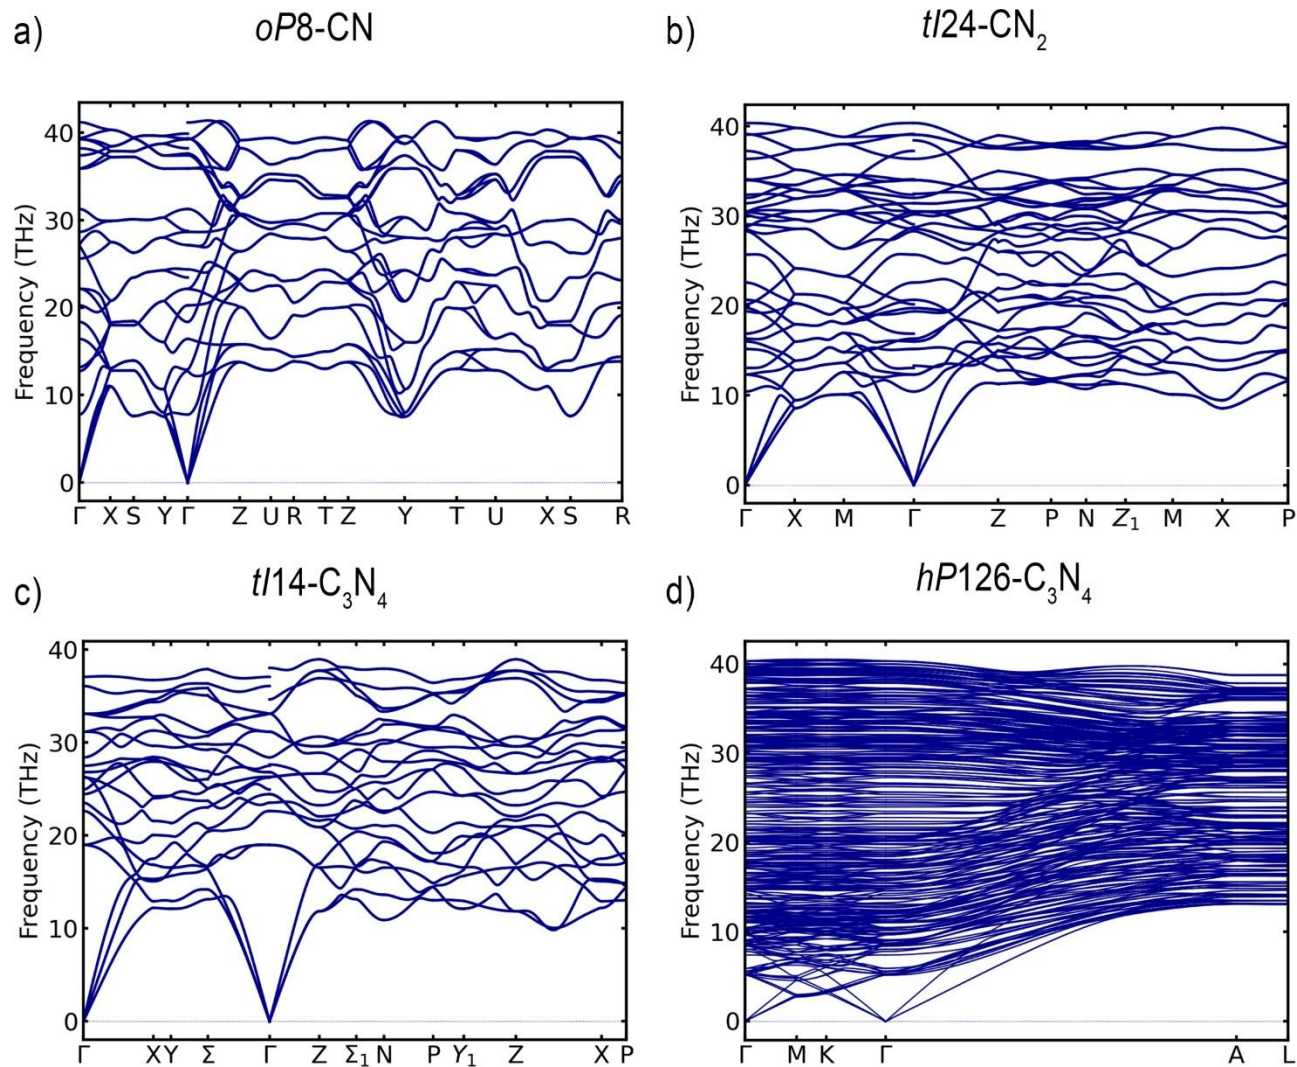 a) oP8-CN
Frequency (THz)
40
30
20
10
0
Γ X S Y Γ Z U R T Z Y T U X S R
b) tI24-CN₂
Frequency (THz)
40
30
20
10
0
Γ X M Γ Z P N Z₁ M X P
c) tI14-C₃N₄
Frequency (THz)
40
30
20
10
0
Γ X Y Σ Γ Z Σ₁ N P Y₁ Z X P
d) hP126-C₃N₄
Frequency (THz)
40
30
20
10
0
Γ M K Γ A L